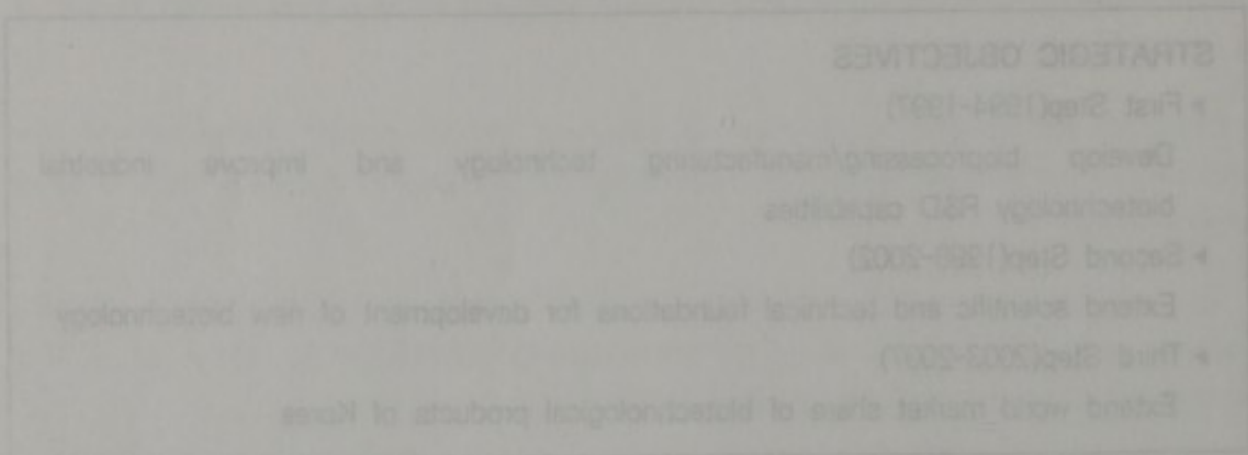 STRATEGIC OBJECTIVES
▸ First Step(1994-1997)
Develop bioprocessing/manufacturing technology and improve industrial
biotechnology R&D capabilities
▸ Second Step(1998-2002)
Extend scientific and technical foundations for development of new biotechnology
▸ Third Step(2003-2007)
Extend world market share of biotechnological products of Korea